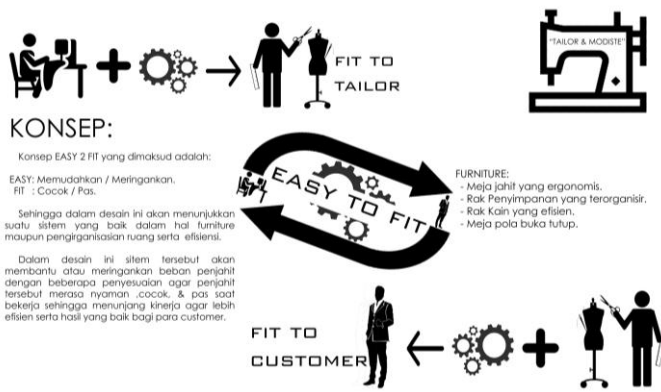 FIT TO
TAILOR
"TAILOR & MODISTE"
KONSEP:
Konsep EASY 2 FIT yang dimaksud adalah:
EASY: Memudahkan / Meringankan.
FIT : Cocok / Pas.
Sehingga dalam desain ini akan menunjukkan
suatu sistem yang baik dalam hal furniture
maupun pengirganisasian ruang serta efisiensi.
Dalam desain ini sitem tersebut akan
membantu atau meringankan beban penjahit
dengan beberapa penyesuaian agar penjahit
tersebut merasa nyaman ,cocok, & pas saat
bekerja sehingga menunjang kinerja agar lebih
efisien serta hasil yang baik bagi para customer.
EASY TO FIT
FURNITURE:
- Meja jahit yang ergonomis.
- Rak Penyimpanan yang terorganisir.
- Rak Kain yang efisien.
- Meja pola buka tutup.
FIT TO
CUSTOMER